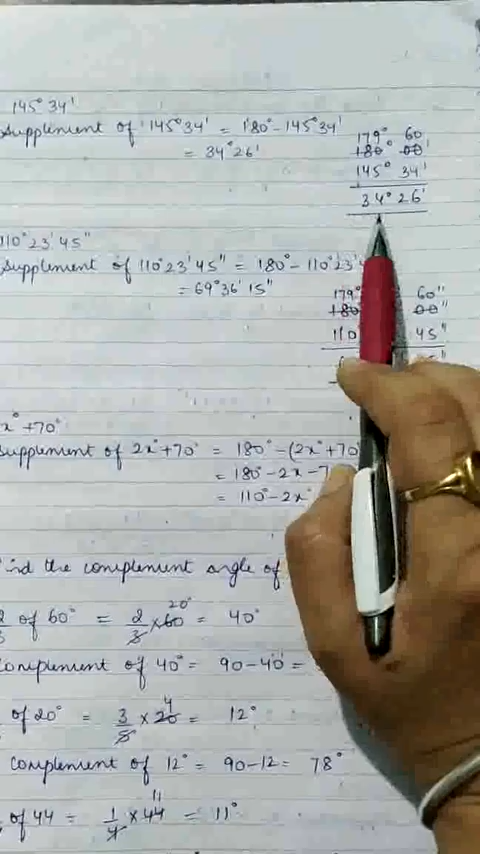 145° 34'
Supplement of 145° 34' = 180° - 145° 34'
= 34° 26'
179° 60
180° 00'
145° 34'
34° 26'
110° 23' 45"
Supplement of 110° 23' 45" = 180° - 110° 23'
= 69° 36' 15"
179° 60"
180 00"
110 45"
x° + 70°
Supplement of 2x° + 70° = 180° - (2x° + 70
= 180° - 2x - 7
= 110° - 2x°
the complement angle of
of 60° = 2/3 × 60 20° = 40°
Complement of 40° = 90 - 40° =
of 20° = 3/5 × 20 4 = 12°
Complement of 12° = 90 - 12 = 78°
of 44 = 1/4 × 44 11 = 11°